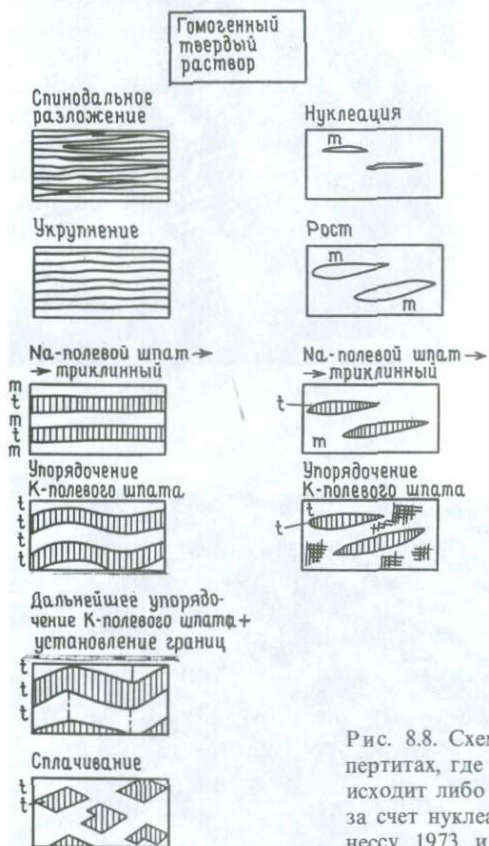 Гомогенный
твердый
раствор
Спинодальное
разложение
Нуклеация
m
Укрупнение
Рост
m
m
Na-полевой шпат →
→ триклинный
m
t
m
t
m
Na-полевой шпат →
→ триклинный
t
m
Упорядочение
К-полевого шпата
t
t
t
t
Упорядочение
К-полевого шпата
t
t
Дальнейшее упорядо-
чение К-полевого шпата+
установление границ
t
t
t
Сплачивание
t
t
Рис. 8.8. Схем
пертитах, где
исходит либо
за счет нуклеа
нессу, 1973, и